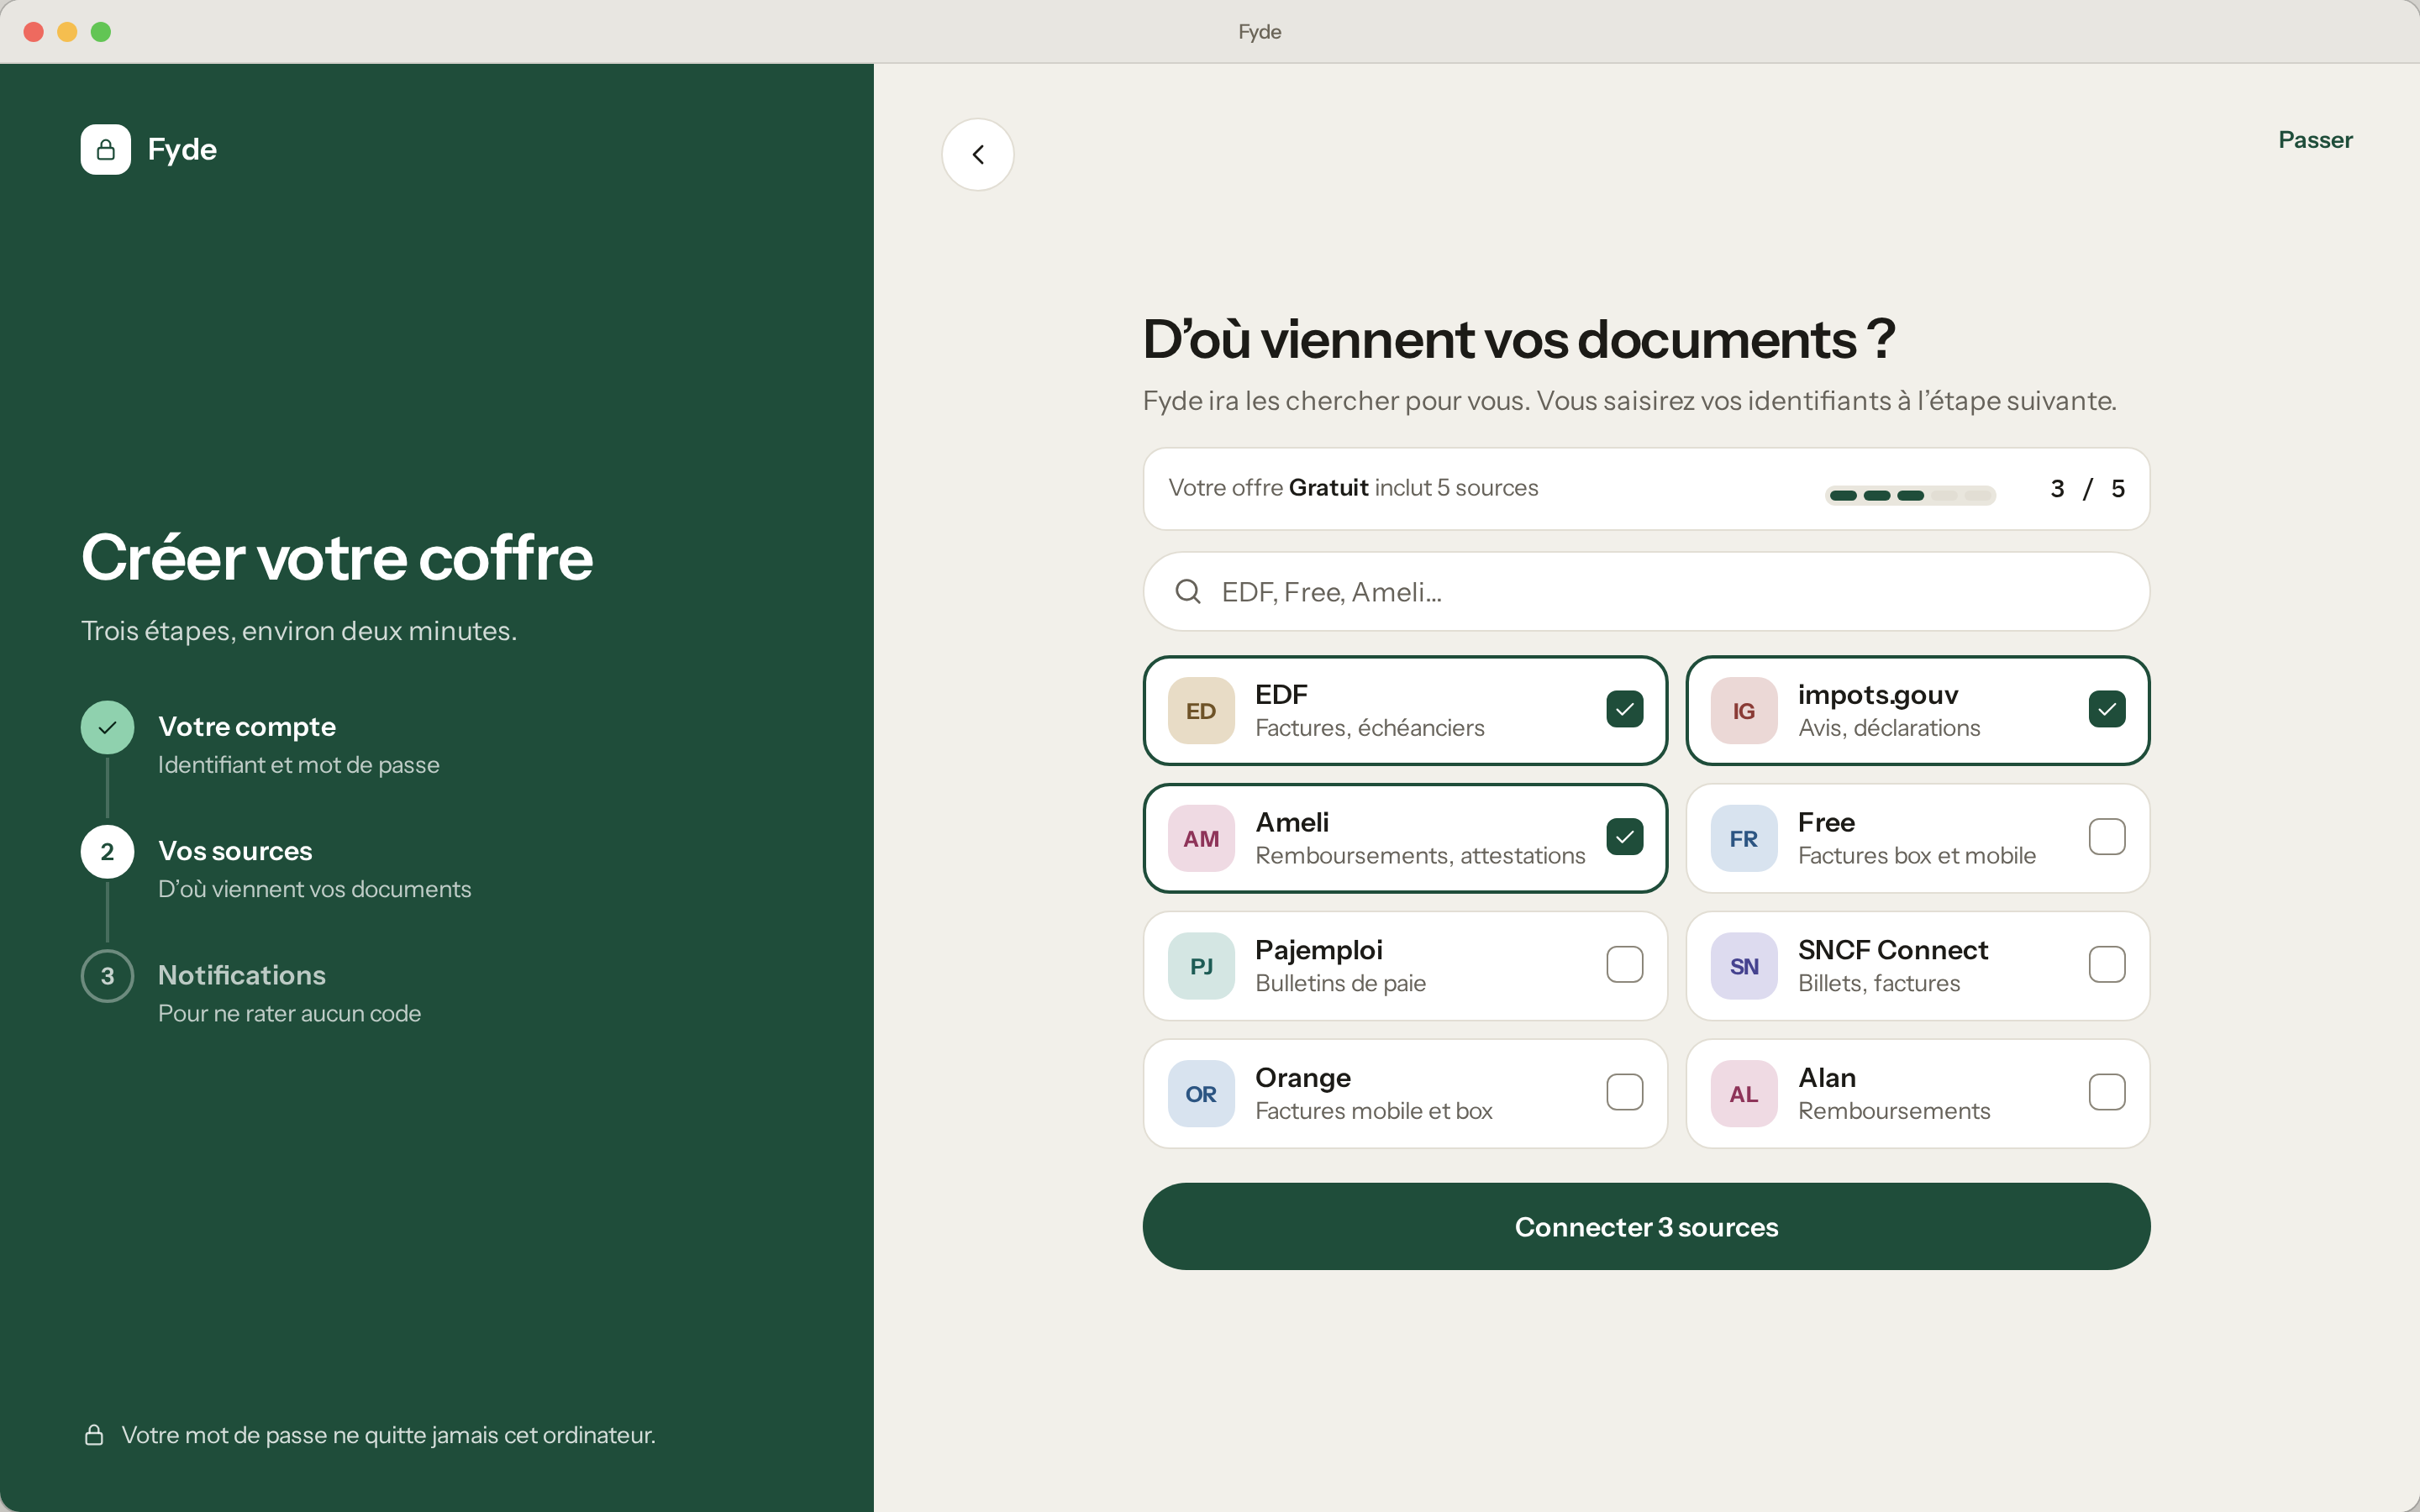 Fyde
Fyde
Passer
Créer votre coffre
Trois étapes, environ deux minutes.
Votre compte
Identifiant et mot de passe
2
Vos sources
D’où viennent vos documents
3
Notifications
Pour ne rater aucun code
Votre mot de passe ne quitte jamais cet ordinateur.
D’où viennent vos documents ?
Fyde ira les chercher pour vous. Vous saisirez vos identifiants à l’étape suivante.
Votre offre Gratuit inclut 5 sources
3 / 5
EDF, Free, Ameli...
ED
EDF
Factures, échéanciers
IG
impots.gouv
Avis, déclarations
AM
Ameli
Remboursements, attestations
FR
Free
Factures box et mobile
PJ
Pajemploi
Bulletins de paie
SN
SNCF Connect
Billets, factures
OR
Orange
Factures mobile et box
AL
Alan
Remboursements
Connecter 3 sources